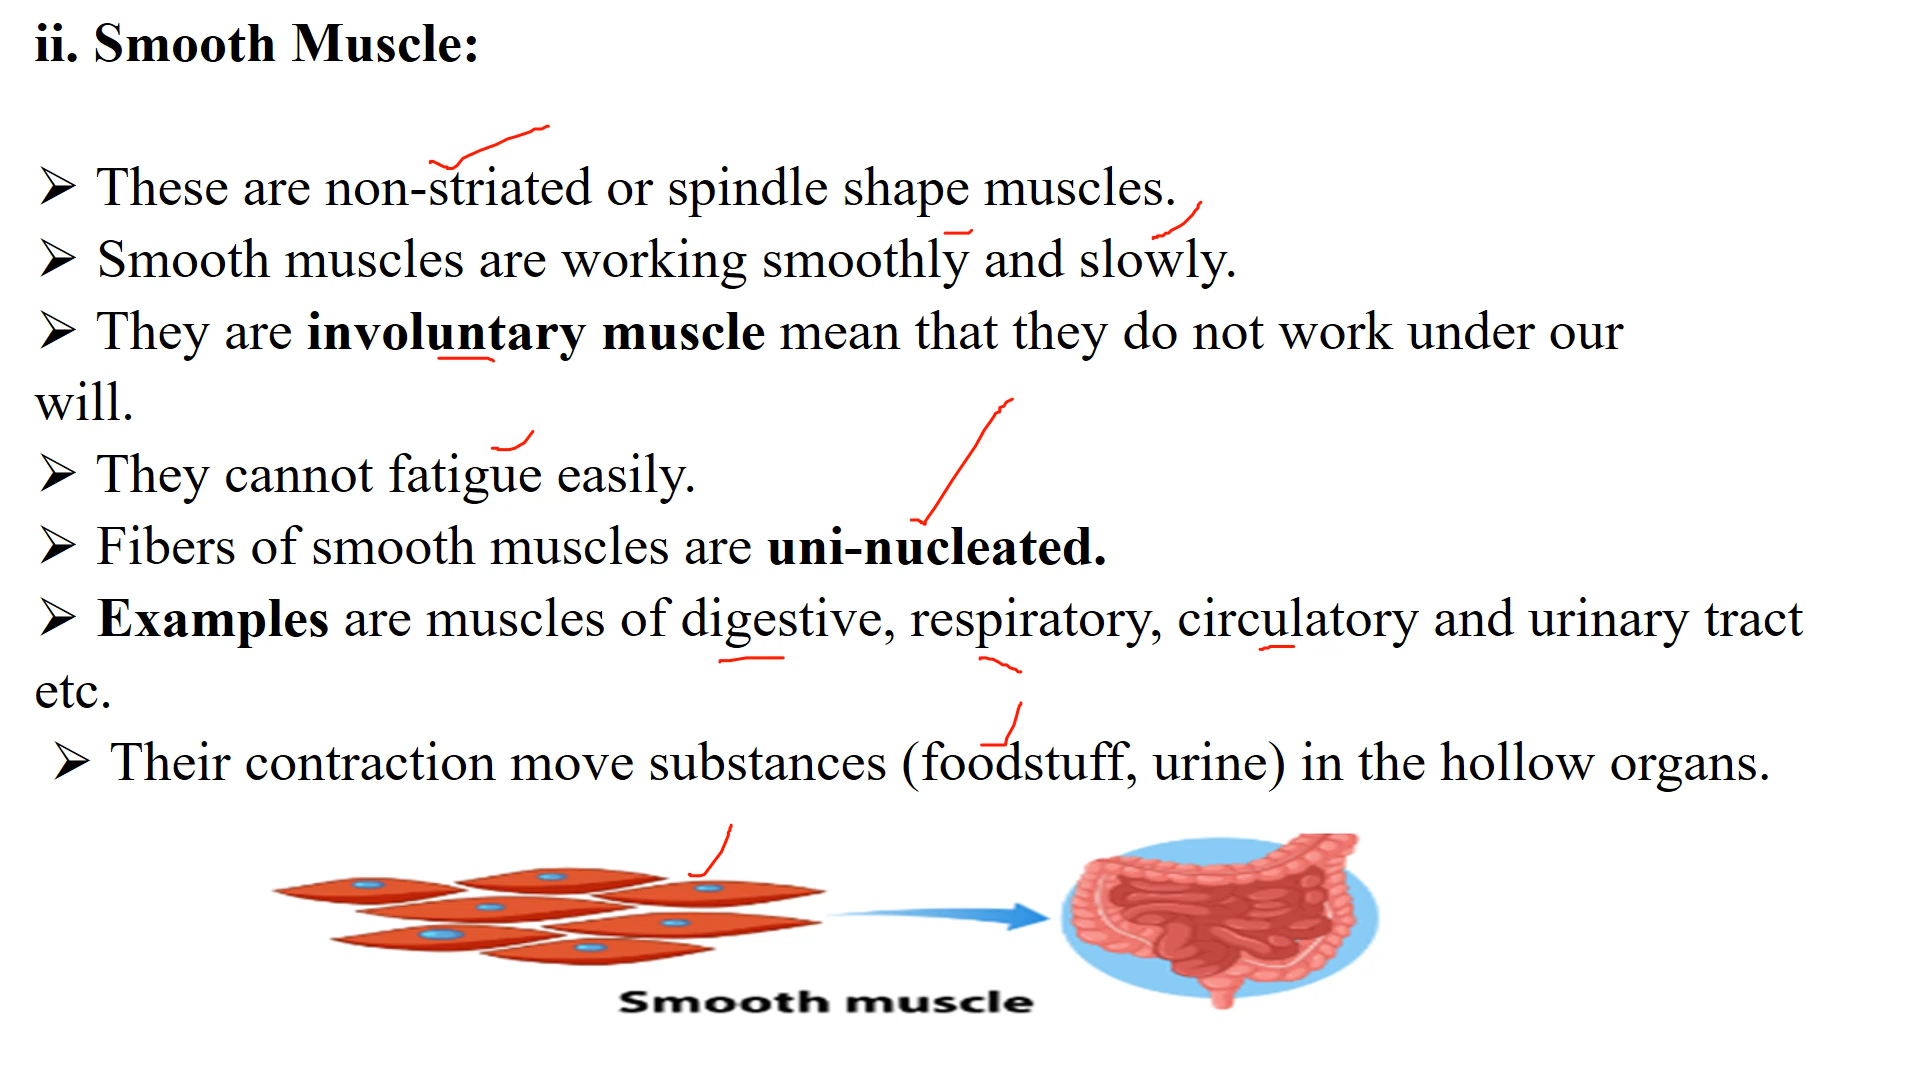 ii. Smooth Muscle:
➢ These are non-striated or spindle shape muscles.
➢ Smooth muscles are working smoothly and slowly.
➢ They are involuntary muscle mean that they do not work under our
will.
➢ They cannot fatigue easily.
➢ Fibers of smooth muscles are uni-nucleated.
➢ Examples are muscles of digestive, respiratory, circulatory and urinary tract
etc.
➢ Their contraction move substances (foodstuff, urine) in the hollow organs.
Smooth muscle